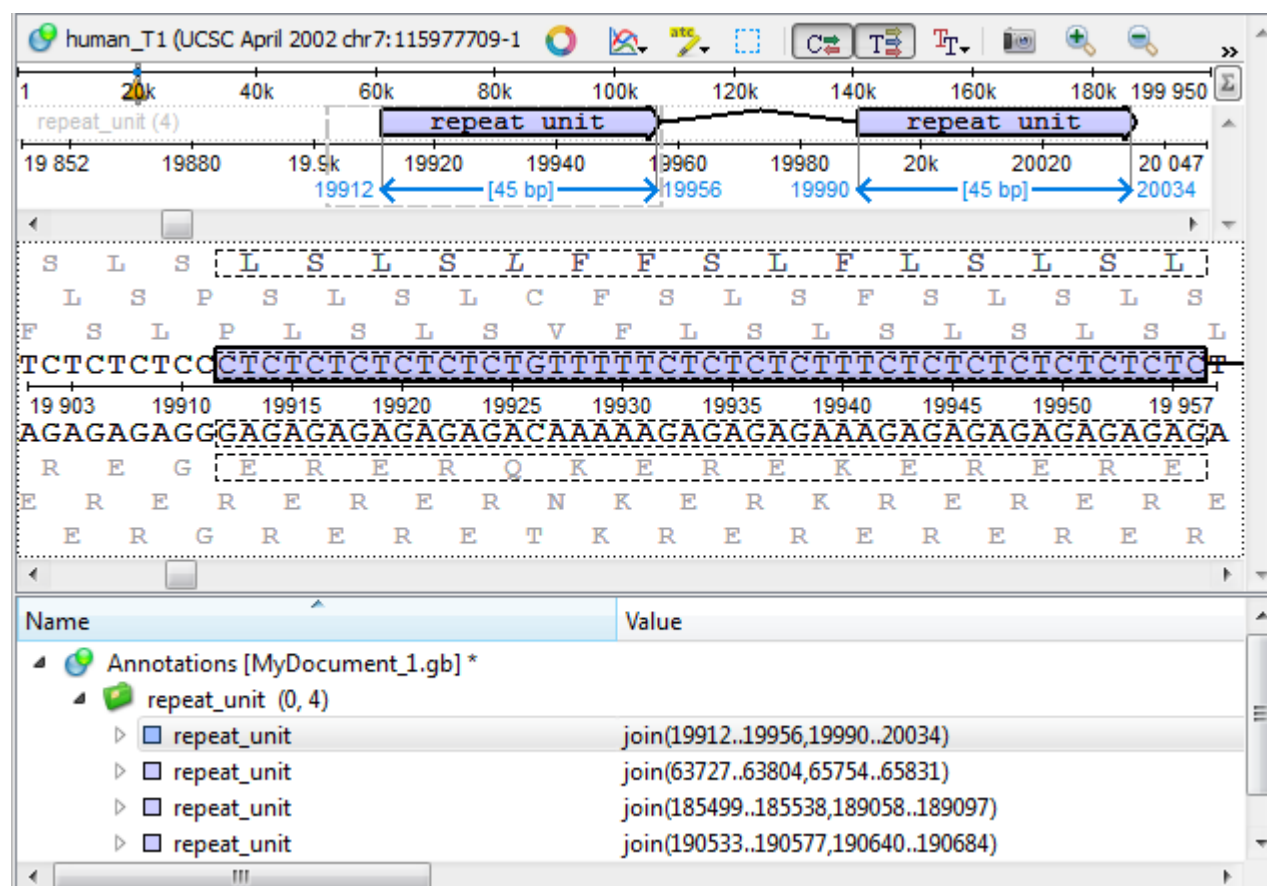 human_T1 (UCSC April 2002 chr7:115977709-1
1 20k 40k 60k 80k 100k 120k 140k 160k 180k 199 950
repeat_unit (4) repeat unit repeat unit
19 852 19880 19.9k 19920 19940 19960 19980 20k 20020 20 047
19912 [45 bp] 19956 19990 [45 bp] 20034
S L S L S L S L F F S L F L S L S L
L S P S L S L C F S L S F S L S L S
F S L P L S L S V F L S L S L S L S L
TCTCTCTCCCTCTCTCTCTCTCTGTTTTTCTCTCTCTTTCTCTCTCTCTCTCTCT
19 903 19910 19915 19920 19925 19930 19935 19940 19945 19950 19 957
AGAGAGAGGGAGAGAGAGAGAGACAAAAAGAGAGAGAAAGAGAGAGAGAGAGAGA
R E G E R E R Q K E R E K E R E R E
E R E R E R E R N K E R K R E R E R E
E R G R E R E T K R E R E R E R E R
Name Value
Annotations [MyDocument_1.gb] *
repeat_unit (0, 4)
repeat_unit join(19912..19956,19990..20034)
repeat_unit join(63727..63804,65754..65831)
repeat_unit join(185499..185538,189058..189097)
repeat_unit join(190533..190577,190640..190684)